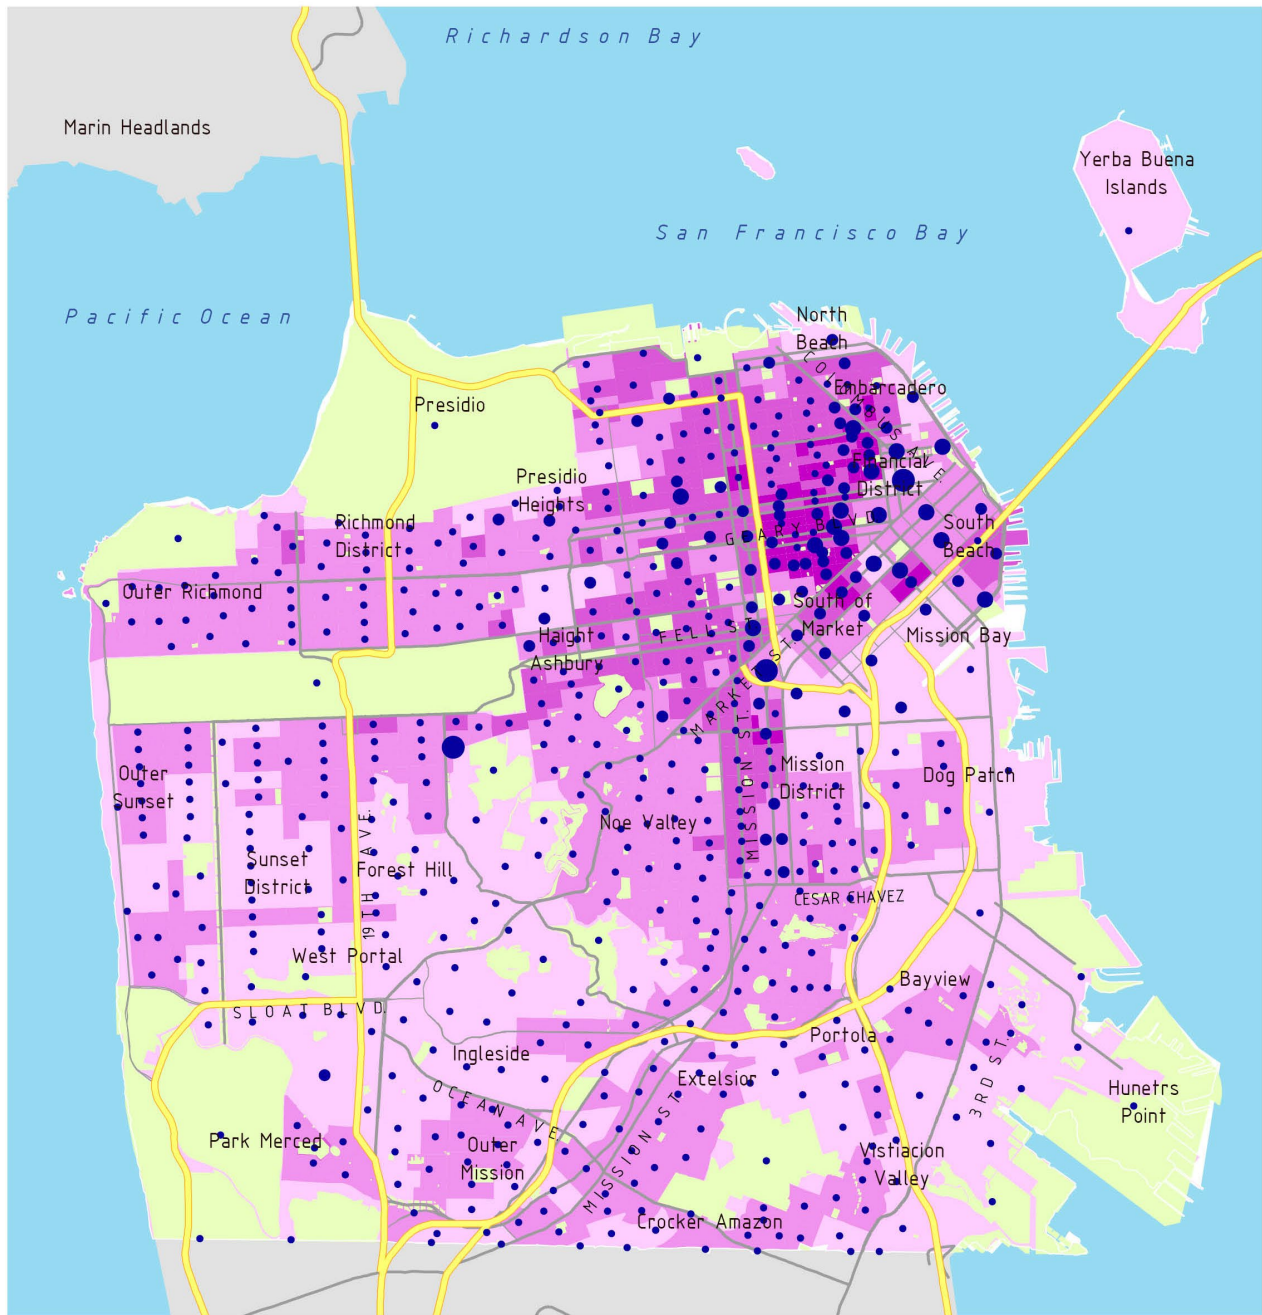 Richardson Bay
Marin Headlands
Yerba Buena
Islands
San Francisco Bay
Pacific Ocean
North
Beach
COLOMOUS AVE.
Embarcadero
Presidio
Financial
District
Presidio
Heights
Richmond
District
GEARY BLVD
South
Beach
Outer Richmond
South of
Market
Haight
Ashbury
FELL ST
Mission Bay
MARKET ST.
MISSION ST.
Outer
Sunset
Mission
District
Dog Patch
Noe Valley
19TH AVE.
Sunset
District
Forest Hill
CESAR CHAVEZ
West Portal
Bayview
SLOAT BLVD.
Portola
Ingleside
Excelsior
3RD ST.
OCEAN AVE.
Hunetrs
Point
Park Merced
Outer
Mission
MISSION ST.
Vistiacion
Valley
Crocker Amazon